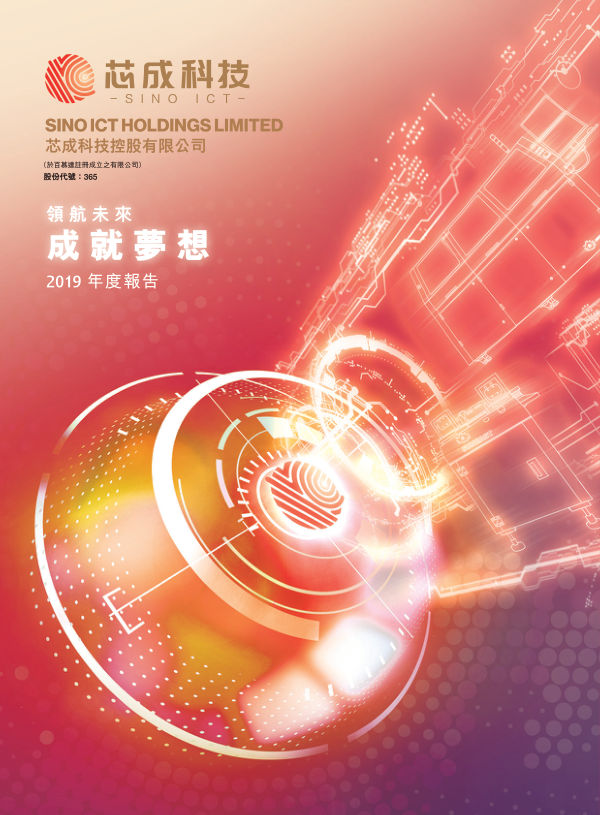 芯成科技
-SINO ICT-
SINO ICT HOLDINGS LIMITED
芯成科技控股有限公司
(於百慕達註冊成立之有限公司)
股份代號：365
領航未來
成就夢想
2019 年度報告